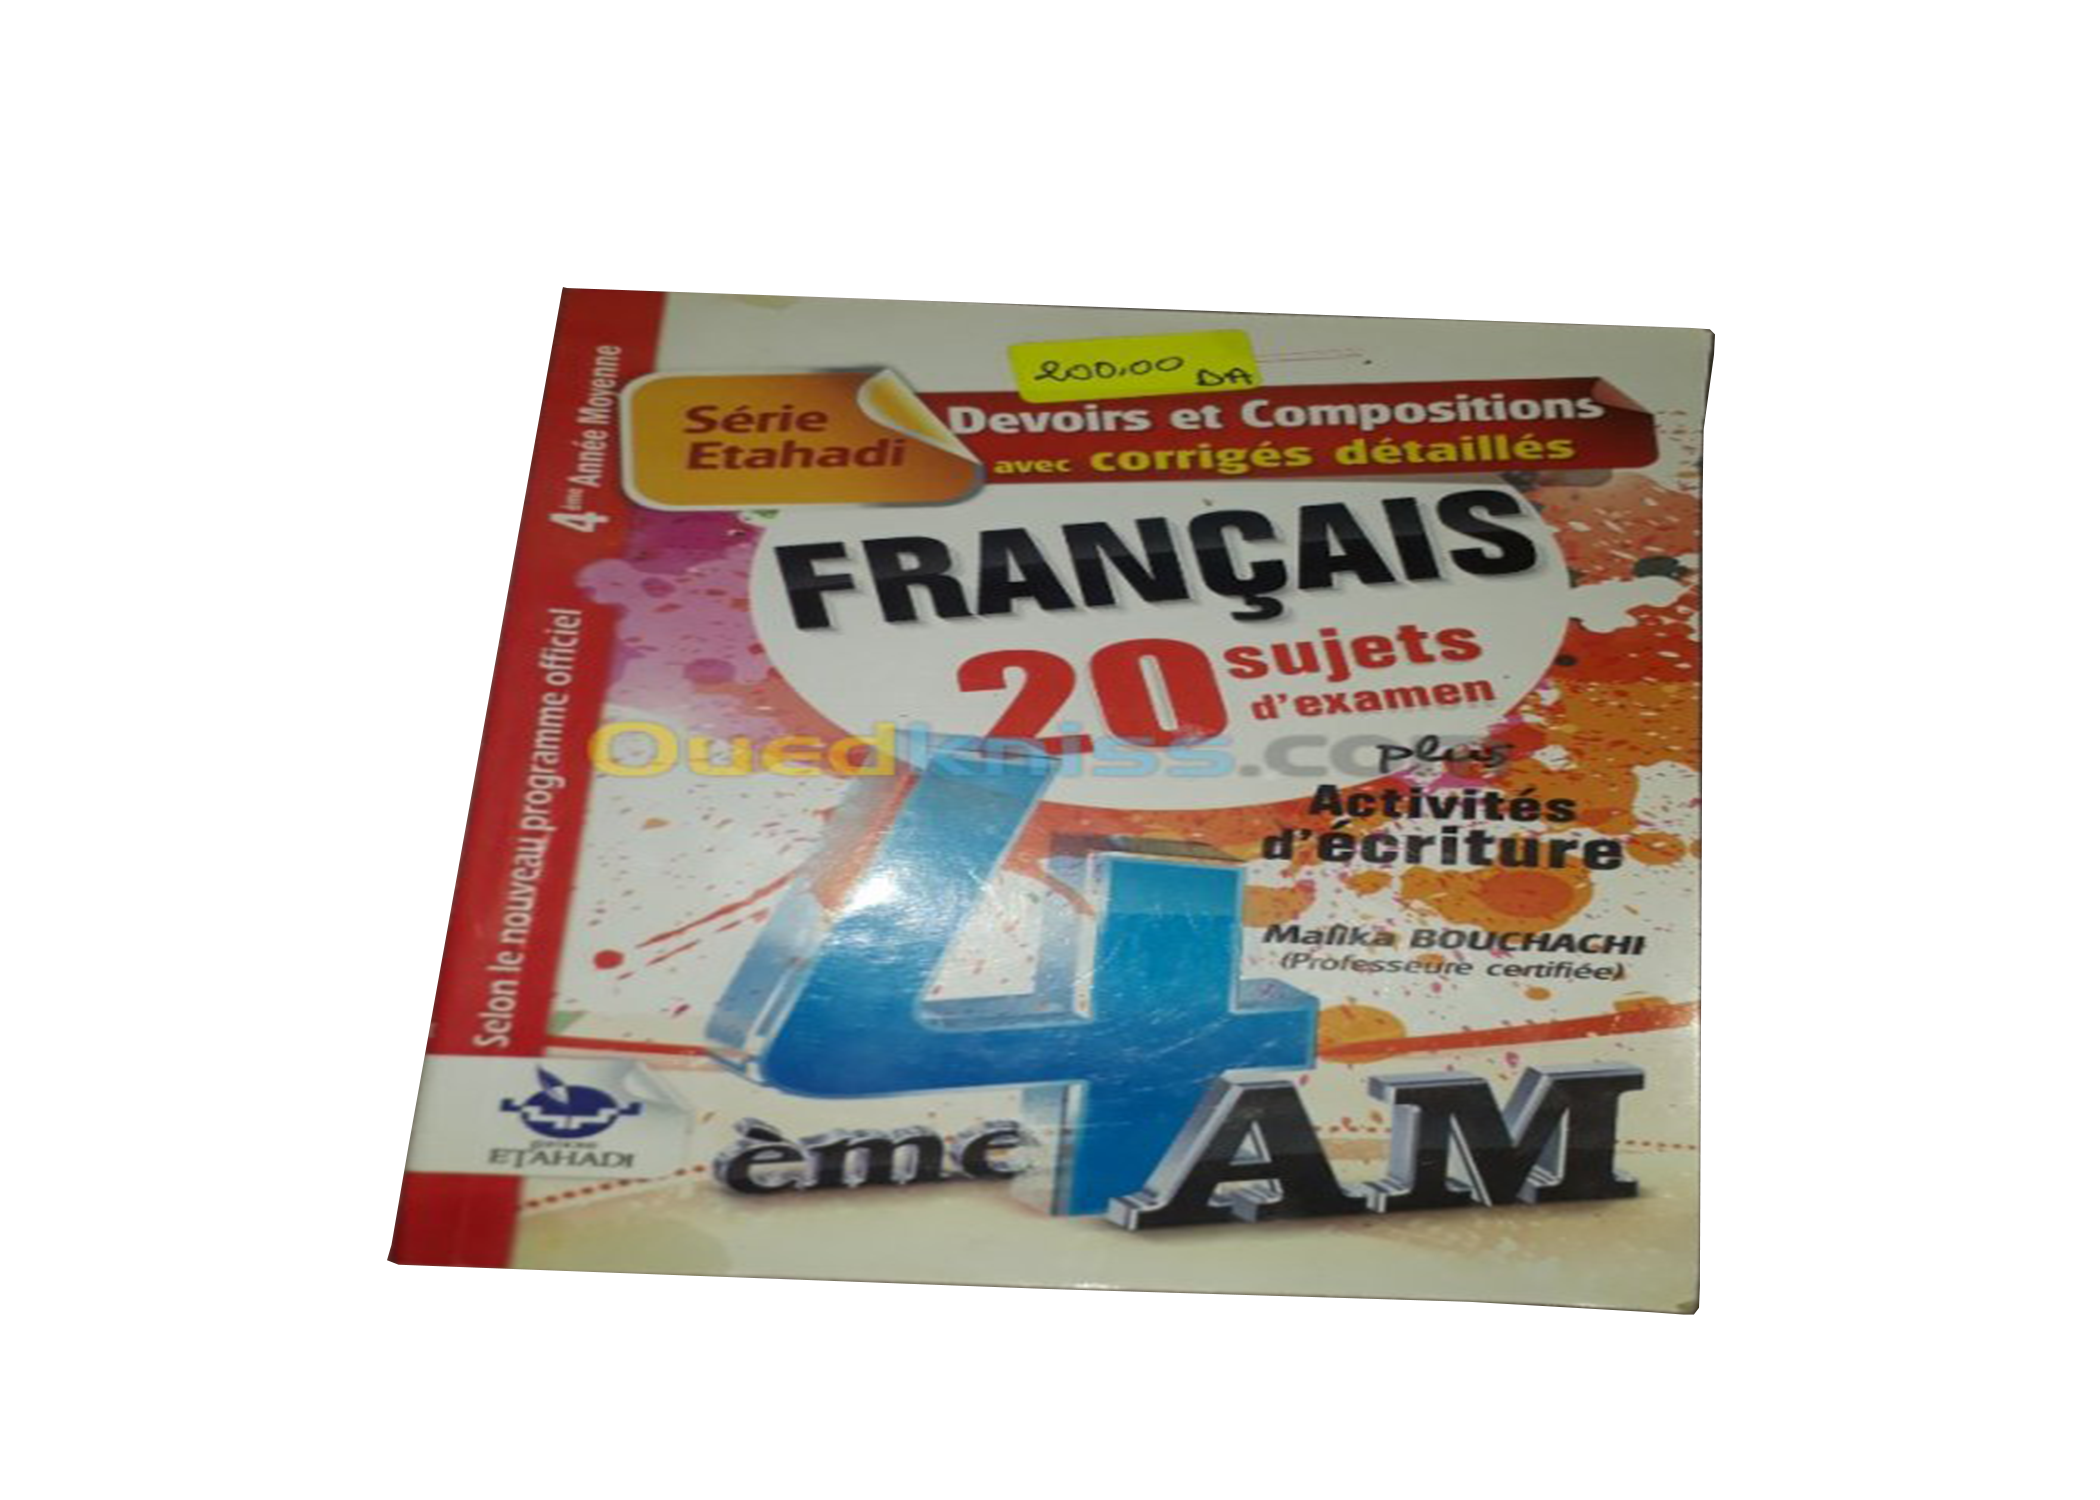 200,00 DA
Série
Etahadi
Devoirs et Compositions
avec corrigés détaillés
FRANÇAIS
20 sujets
d'examen
plus
Activités
d'écriture
Malika BOUCHACHI
(Professeure certifiée)
4ème AM
4ème Année Moyenne
Selon le nouveau programme officiel
ETAHADI
Ouedkniss.com